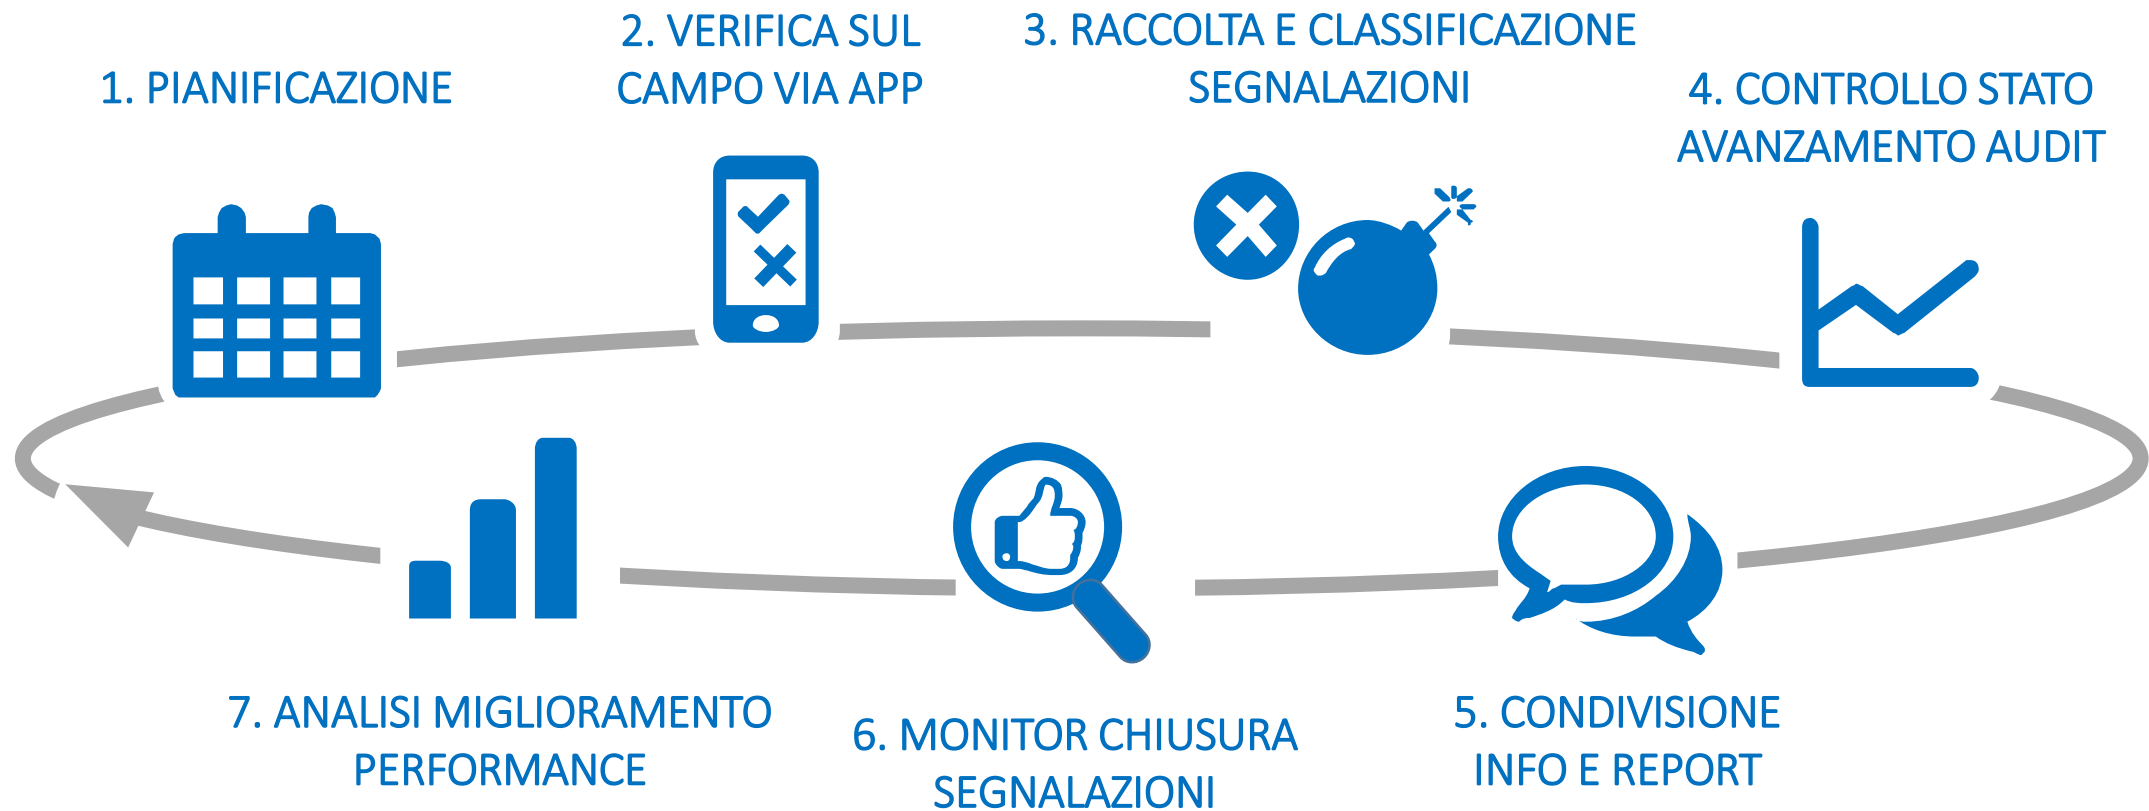 1. PIANIFICAZIONE
2. VERIFICA SUL
CAMPO VIA APP
3. RACCOLTA E CLASSIFICAZIONE
SEGNALAZIONI
4. CONTROLLO STATO
AVANZAMENTO AUDIT
5. CONDIVISIONE
INFO E REPORT
6. MONITOR CHIUSURA
SEGNALAZIONI
7. ANALISI MIGLIORAMENTO
PERFORMANCE